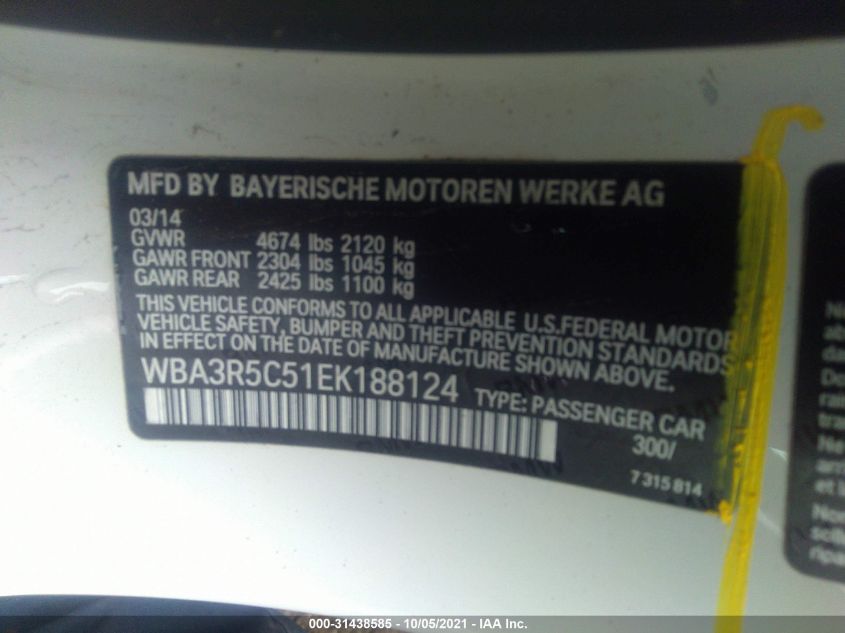 MFD BY BAYERISCHE MOTOREN WERKE AG
03/14
GVWR 4674 lbs 2120 kg
GAWR FRONT 2304 lbs 1045 kg
GAWR REAR 2425 lbs 1100 kg
THIS VEHICLE CONFORMS TO ALL APPLICABLE U.S.FEDERAL MOTOR
VEHICLE SAFETY, BUMPER AND THEFT PREVENTION STANDARDS
IN EFFECT ON THE DATE OF MANUFACTURE SHOWN ABOVE.
WBA3R5C51EK188124 TYPE: PASSENGER CAR
300/
7 315 814
000-31438585 - 10/05/2021 - IAA Inc.